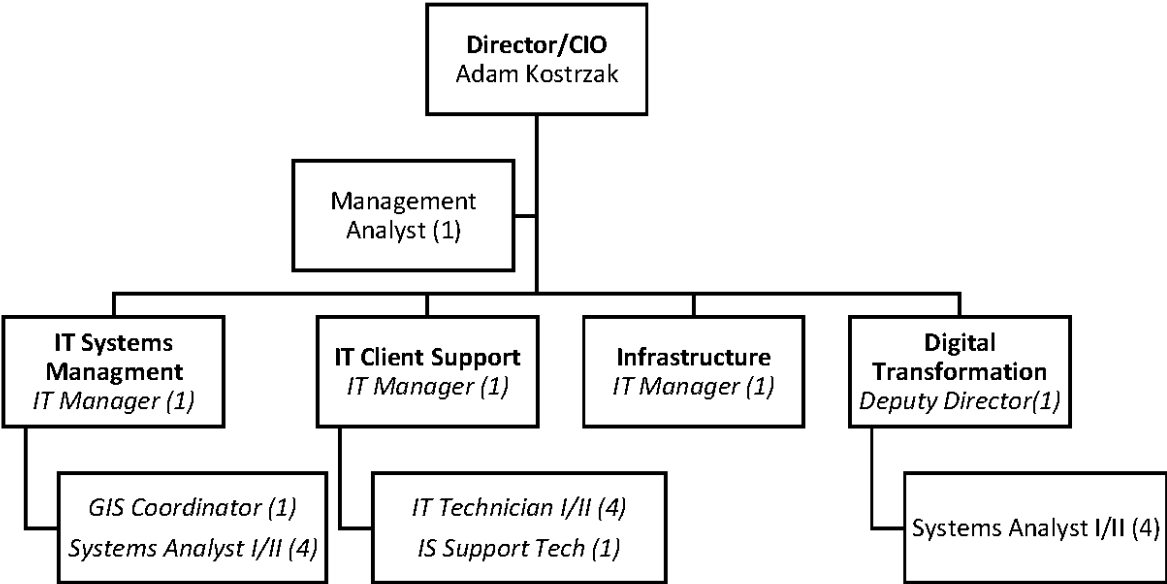 Director/CIO
Adam Kostrzak
Management
Analyst (1)
IT Systems
Managment
IT Manager (1)
IT Client Support
IT Manager (1)
Infrastructure
IT Manager (1)
Digital
Transformation
Deputy Director(1)
GIS Coordinator (1)
Systems Analyst I/II (4)
IT Technician I/II (4)
IS Support Tech (1)
Systems Analyst I/II (4)